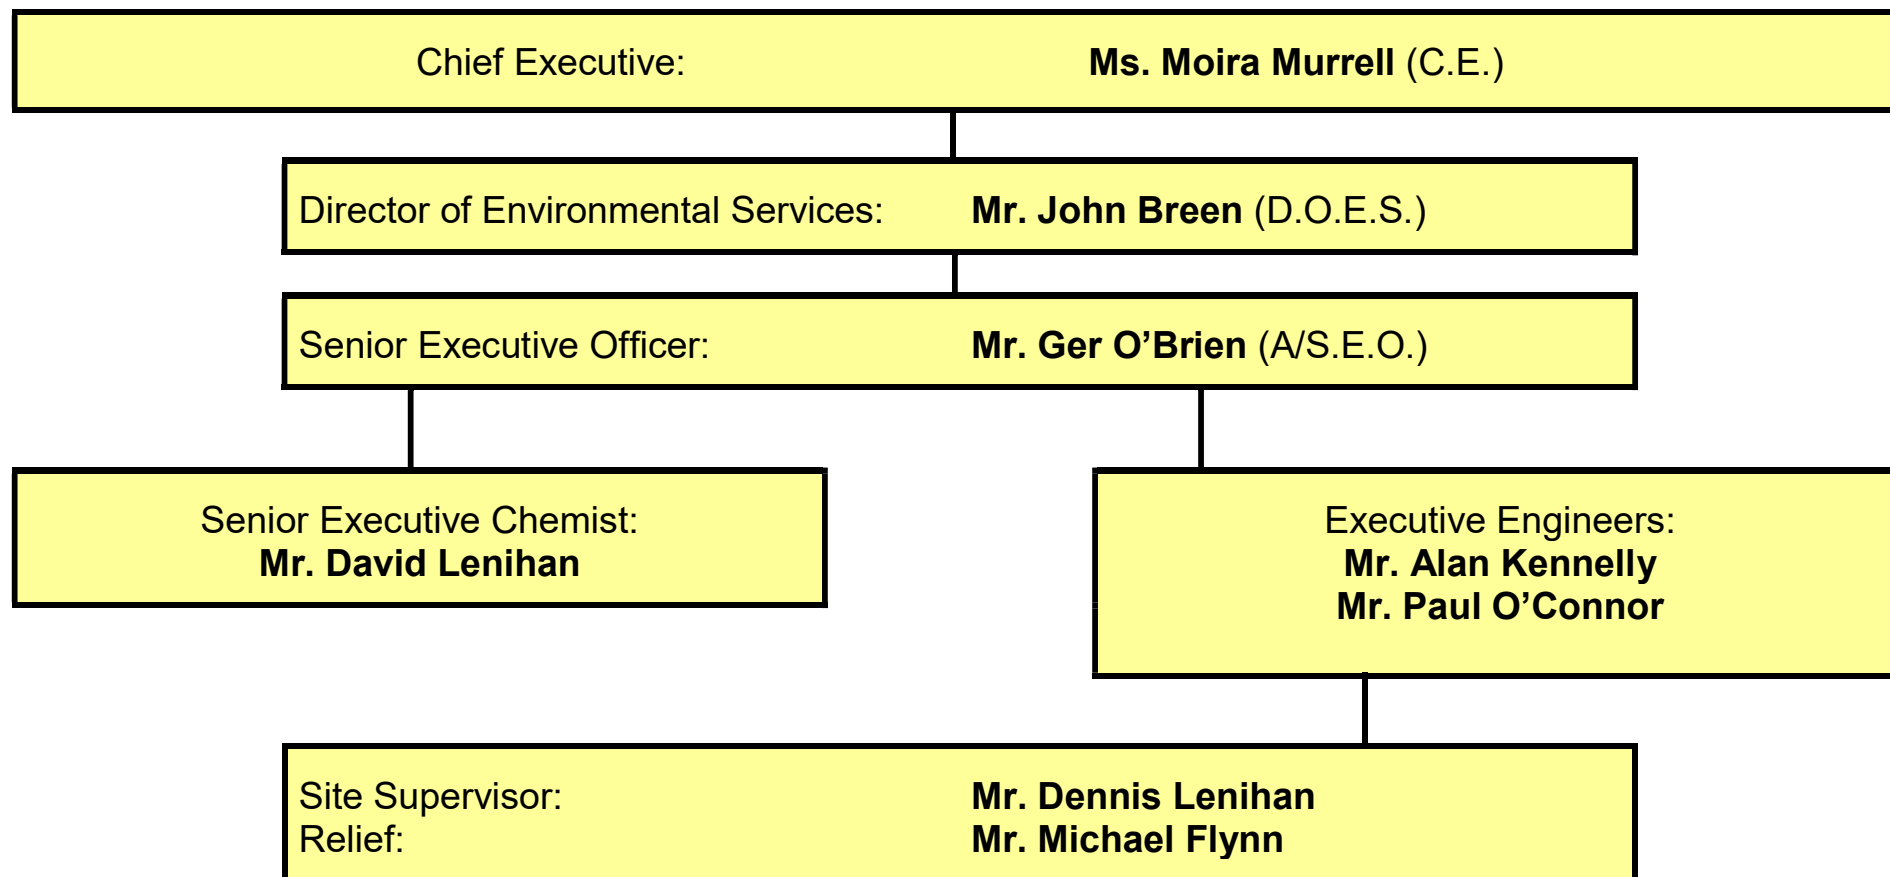 Chief Executive: Ms. Moira Murrell (C.E.)
Director of Environmental Services: Mr. John Breen (D.O.E.S.)
Senior Executive Officer: Mr. Ger O’Brien (A/S.E.O.)
Senior Executive Chemist:
Mr. David Lenihan
Executive Engineers:
Mr. Alan Kennelly
Mr. Paul O’Connor
Site Supervisor: Mr. Dennis Lenihan
Relief: Mr. Michael Flynn